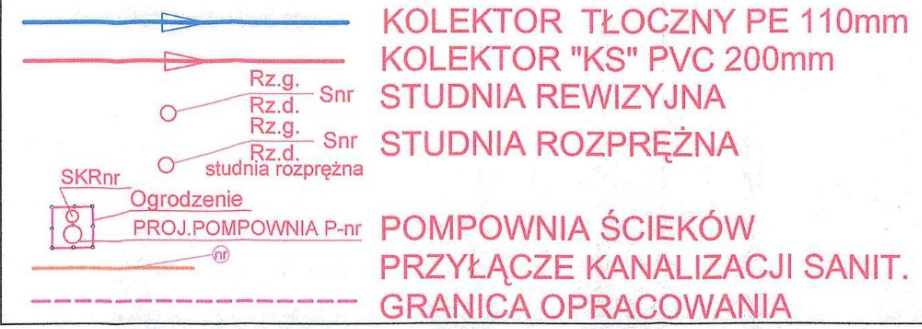 KOLEKTOR TŁOCZNY PE 110mm
KOLEKTOR "KS" PVC 200mm
Rz.g.
Rz.d.
Snr
STUDNIA REWIZYJNA
Rz.g.
Rz.d.
Snr
studnia rozprężna
STUDNIA ROZPRĘŻNA
SKRnr
Ogrodzenie
PROJ.POMPOWNIA P-nr
POMPOWNIA ŚCIEKÓW
nr
PRZYŁĄCZE KANALIZACJI SANIT.
GRANICA OPRACOWANIA